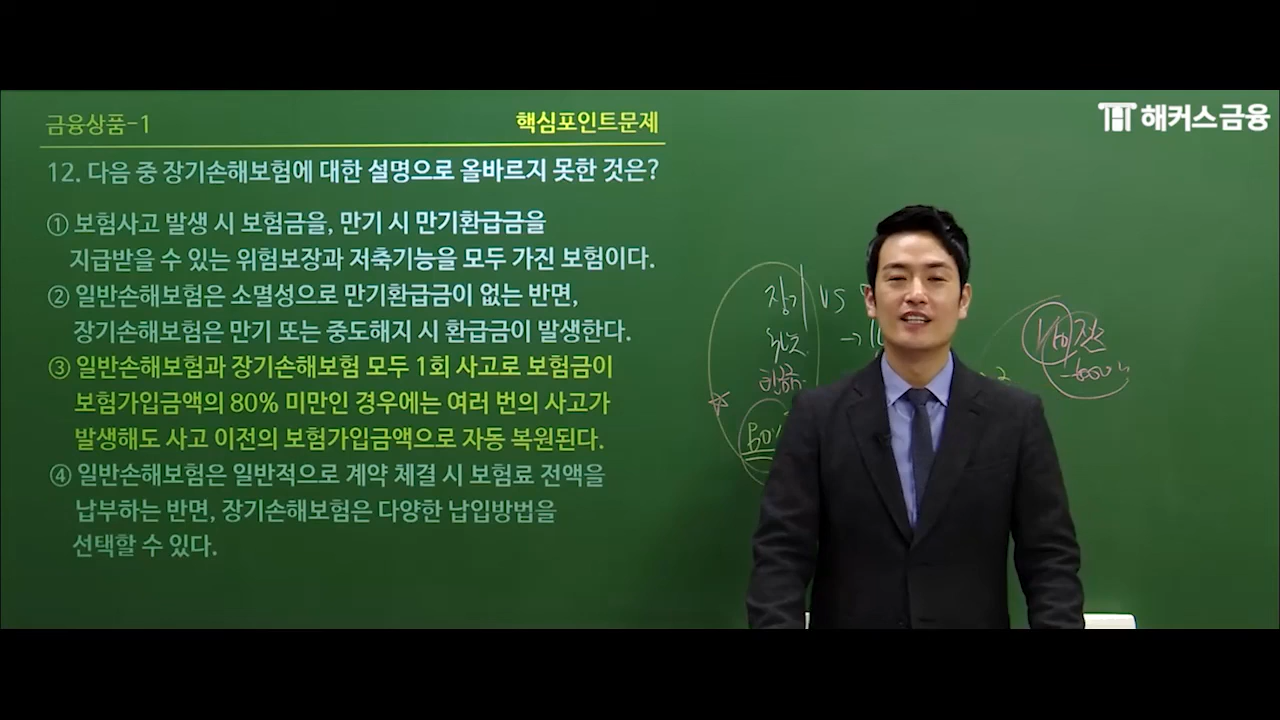 금융상품-1
핵심포인트문제
해커스금융
12. 다음 중 장기손해보험에 대한 설명으로 올바르지 못한 것은?
① 보험사고 발생 시 보험금을, 만기 시 만기환급금을
지급받을 수 있는 위험보장과 저축기능을 모두 가진 보험이다.
② 일반손해보험은 소멸성으로 만기환급금이 없는 반면,
장기손해보험은 만기 또는 중도해지 시 환급금이 발생한다.
③ 일반손해보험과 장기손해보험 모두 1회 사고로 보험금이
보험가입금액의 80% 미만인 경우에는 여러 번의 사고가
발생해도 사고 이전의 보험가입금액으로 자동 복원된다.
④ 일반손해보험은 일반적으로 계약 체결 시 보험료 전액을
납부하는 반면, 장기손해보험은 다양한 납입방법을
선택할 수 있다.
장기 VS